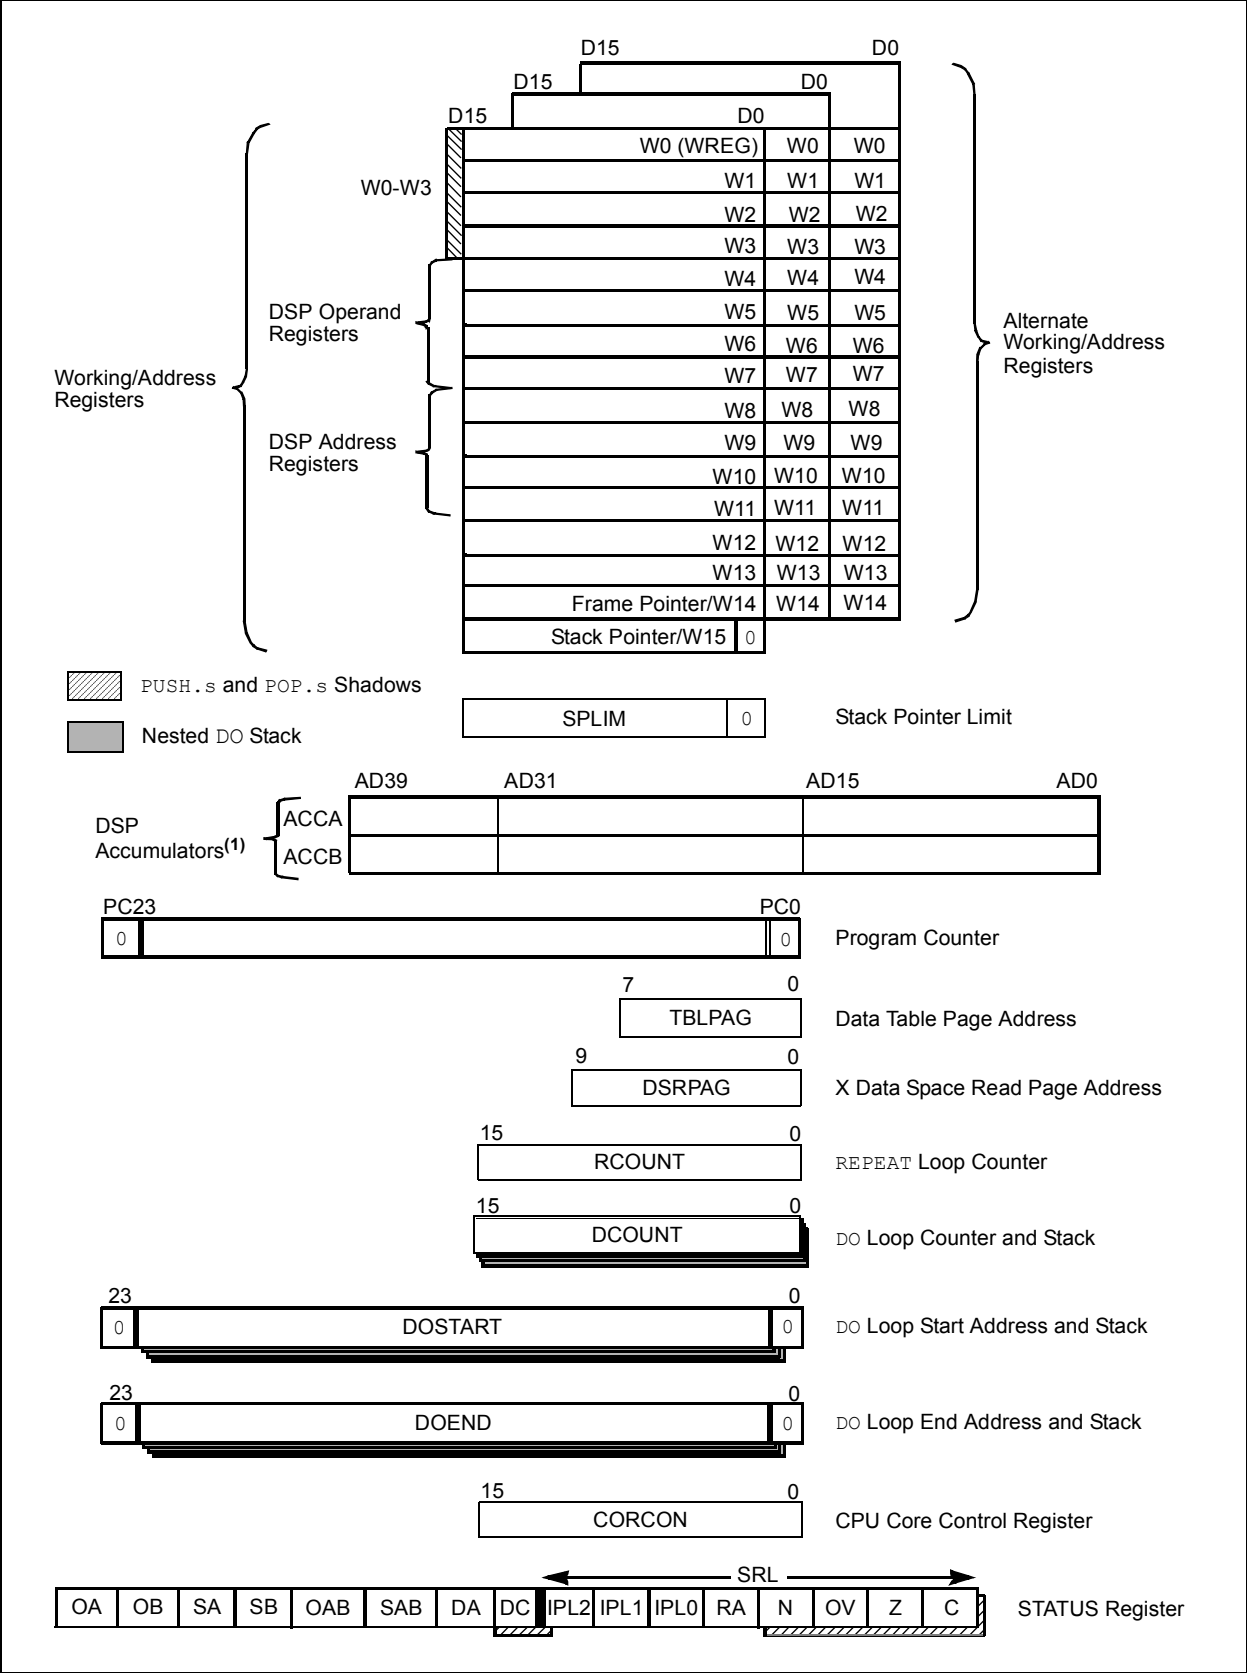 D15 D0
D15 D0
D15 D0
W0 (WREG) W0 W0
W0-W3
W1 W1 W1
W2 W2 W2
W3 W3 W3
W4 W4 W4
DSP Operand
Registers
W5 W5 W5
W6 W6 W6
W7 W7 W7
Alternate
Working/Address
Registers
Working/Address
Registers
W8 W8 W8
DSP Address
Registers
W9 W9 W9
W10 W10 W10
W11 W11 W11
W12 W12 W12
W13 W13 W13
Frame Pointer/W14 W14 W14
Stack Pointer/W15 0
PUSH.s and POP.s Shadows
Nested DO Stack
SPLIM 0 Stack Pointer Limit
AD39 AD31 AD15 AD0
DSP
Accumulators(1)
ACCA
ACCB
PC23 PC0
0 0 Program Counter
7 0
TBLPAG Data Table Page Address
9 0
DSRPAG X Data Space Read Page Address
15 0
RCOUNT REPEAT Loop Counter
15 0
DCOUNT DO Loop Counter and Stack
23 0
0 DOSTART 0 DO Loop Start Address and Stack
23 0
0 DOEND 0 DO Loop End Address and Stack
15 0
CORCON CPU Core Control Register
SRL
OA OB SA SB OAB SAB DA DC IPL2 IPL1 IPL0 RA N OV Z C STATUS Register